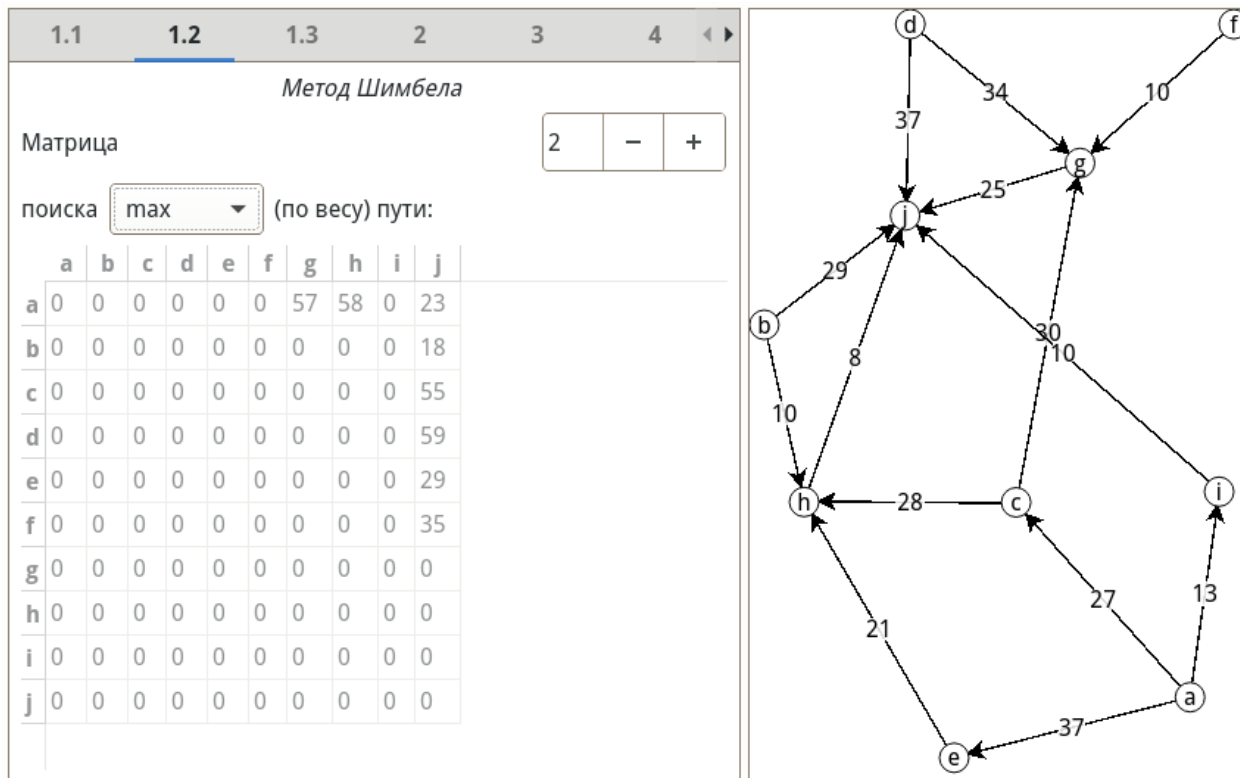 1.1 1.2 1.3 2 3 4
Метод Шимбела
Матрица 2 − +
поиска max (по весу) пути:
a b c d e f g h i j
a 0 0 0 0 0 0 57 58 0 23
b 0 0 0 0 0 0 0 0 0 18
c 0 0 0 0 0 0 0 0 0 55
d 0 0 0 0 0 0 0 0 0 59
e 0 0 0 0 0 0 0 0 0 29
f 0 0 0 0 0 0 0 0 0 35
g 0 0 0 0 0 0 0 0 0 0
h 0 0 0 0 0 0 0 0 0 0
i 0 0 0 0 0 0 0 0 0 0
j 0 0 0 0 0 0 0 0 0 0
d f
34 10
37
g
25
j
29
b
30
8 10
10
h 28 c i
27 13
21
a
37
e